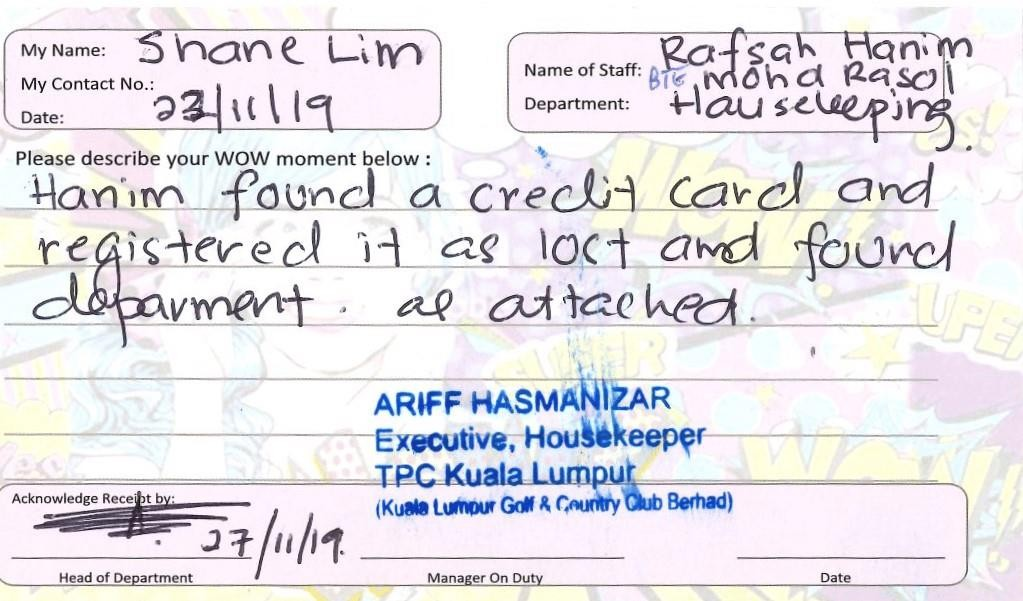 My Name: Shane Lim
My Contact No.:
Date: 23/11/19
Name of Staff: Rafsah Hanim
BTE Mohd Rasol
Department: Housekeeping.
Please describe your WOW moment below :
Hanim found a credit card and
registered it as lost and found
deparment. as attached.
ARIFF HASMANIZAR
Executive, Housekeeper
TPC Kuala Lumpur
(Kuala Lumpur Golf & Country Club Berhad)
Acknowledge Receipt by:
27/11/19.
Head of Department
Manager On Duty
Date